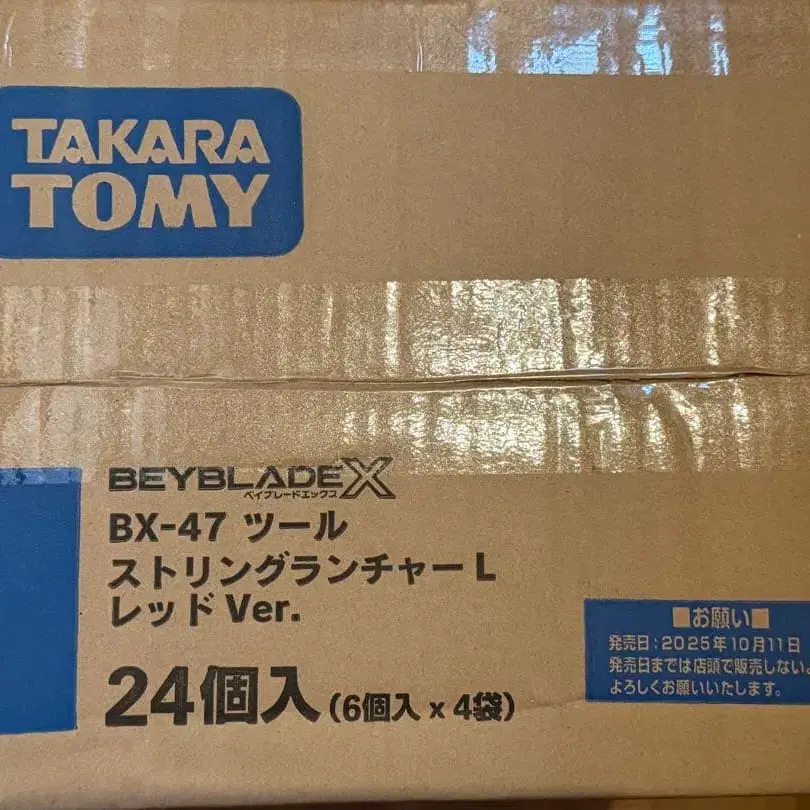 TAKARA
TOMY
BEYBLADE X
ベイブレードエックス
BX-47 ツール
ストリングランチャー L
レッド Ver.
24個入(6個入 x 4袋)
■お願い■
発売日:2025年10月11日
発売日までは店頭で販売しない
よろしくお願いいたします。